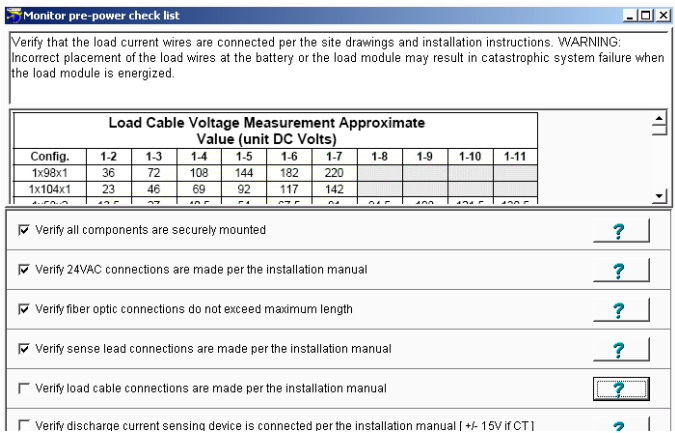 Monitor pre-power check list
Verify that the load current wires are connected per the site drawings and installation instructions. WARNING:
Incorrect placement of the load wires at the battery or the load module may result in catastrophic system failure when
the load module is energized.
Load Cable Voltage Measurement Approximate
Value (unit DC Volts)
Config. 1-2 1-3 1-4 1-5 1-6 1-7 1-8 1-9 1-10 1-11
1x98x1 36 72 108 144 182 220
1x104x1 23 46 69 92 117 142
Verify all components are securely mounted ?
Verify 24VAC connections are made per the installation manual ?
Verify fiber optic connections do not exceed maximum length ?
Verify sense lead connections are made per the installation manual ?
Verify load cable connections are made per the installation manual ?
Verify discharge current sensing device is connected per the installation manual [ +/- 15V if CT ] ?